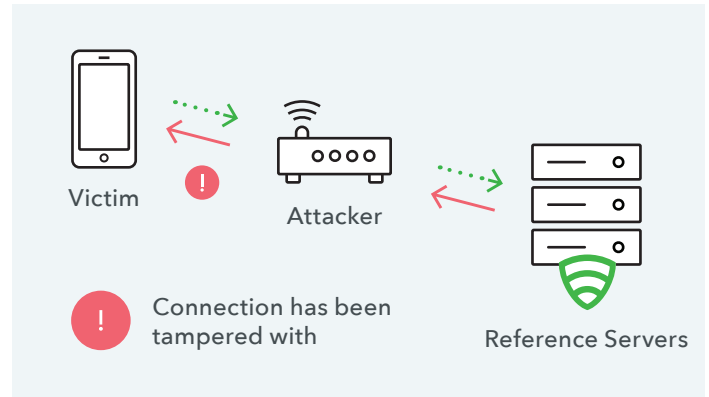 Victim
!
Attacker
!
Connection has been
tampered with
Reference Servers